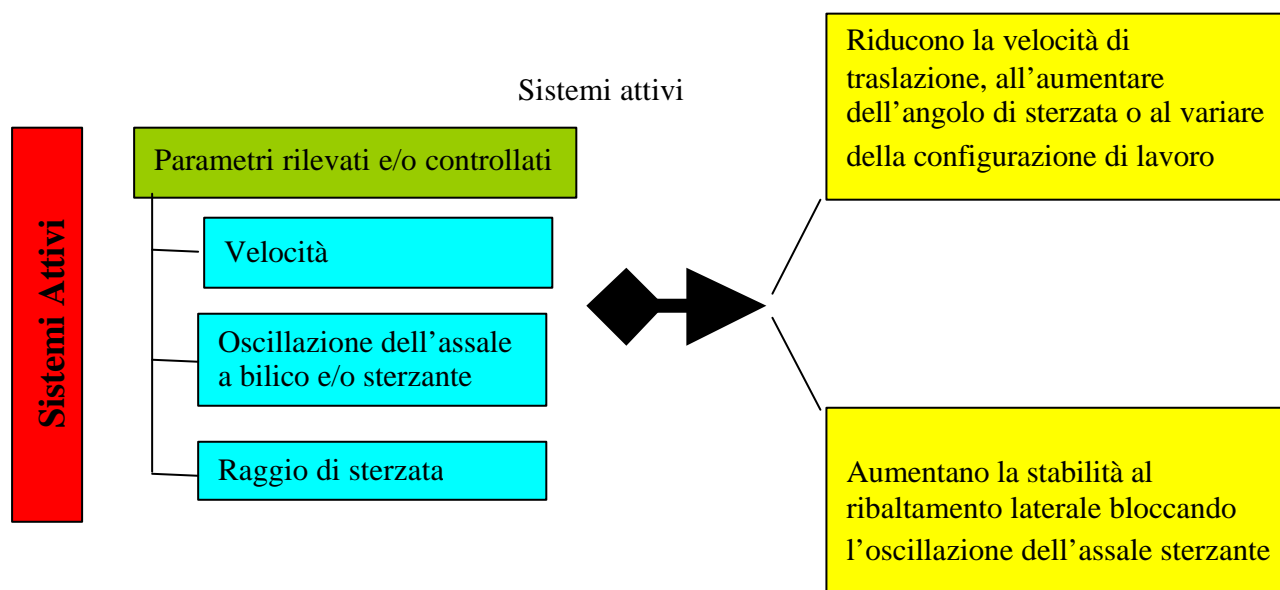 Sistemi attivi
Sistemi Attivi
Parametri rilevati e/o controllati
Velocità
Oscillazione dell’assale
a bilico e/o sterzante
Raggio di sterzata
Riducono la velocità di
traslazione, all’aumentare
dell’angolo di sterzata o al variare
della configurazione di lavoro
Aumentano la stabilità al
ribaltamento laterale bloccando
l’oscillazione dell’assale sterzante